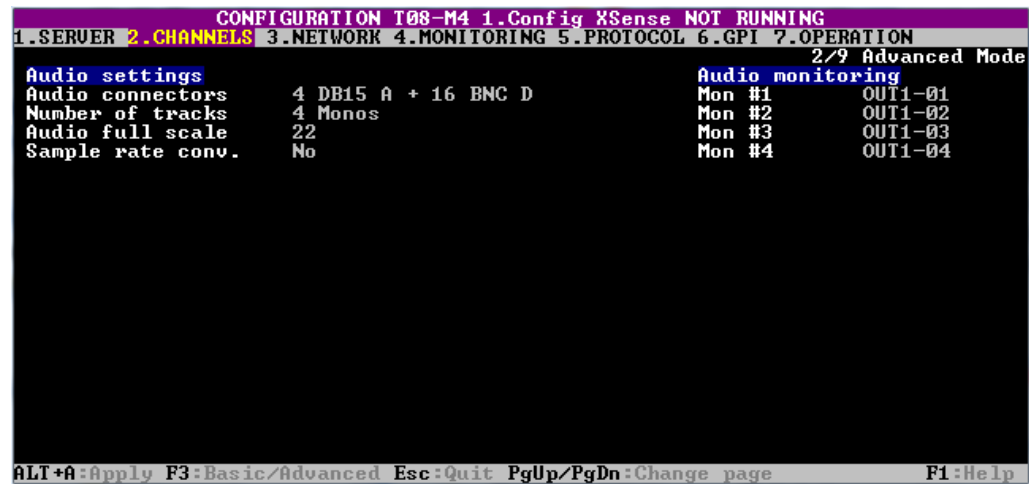 CONFIGURATION T08-M4 1.Config XSense NOT RUNNING
1.SERVER 2.CHANNELS 3.NETWORK 4.MONITORING 5.PROTOCOL 6.GPI 7.OPERATION
2/9 Advanced Mode
Audio settings Audio monitoring
Audio connectors 4 DB15 A + 16 BNC D Mon #1 OUT1-01
Number of tracks 4 Monos Mon #2 OUT1-02
Audio full scale 22 Mon #3 OUT1-03
Sample rate conv. No Mon #4 OUT1-04
ALT+A:Apply F3:Basic/Advanced Esc:Quit PgUp/PgDn:Change page F1:Help